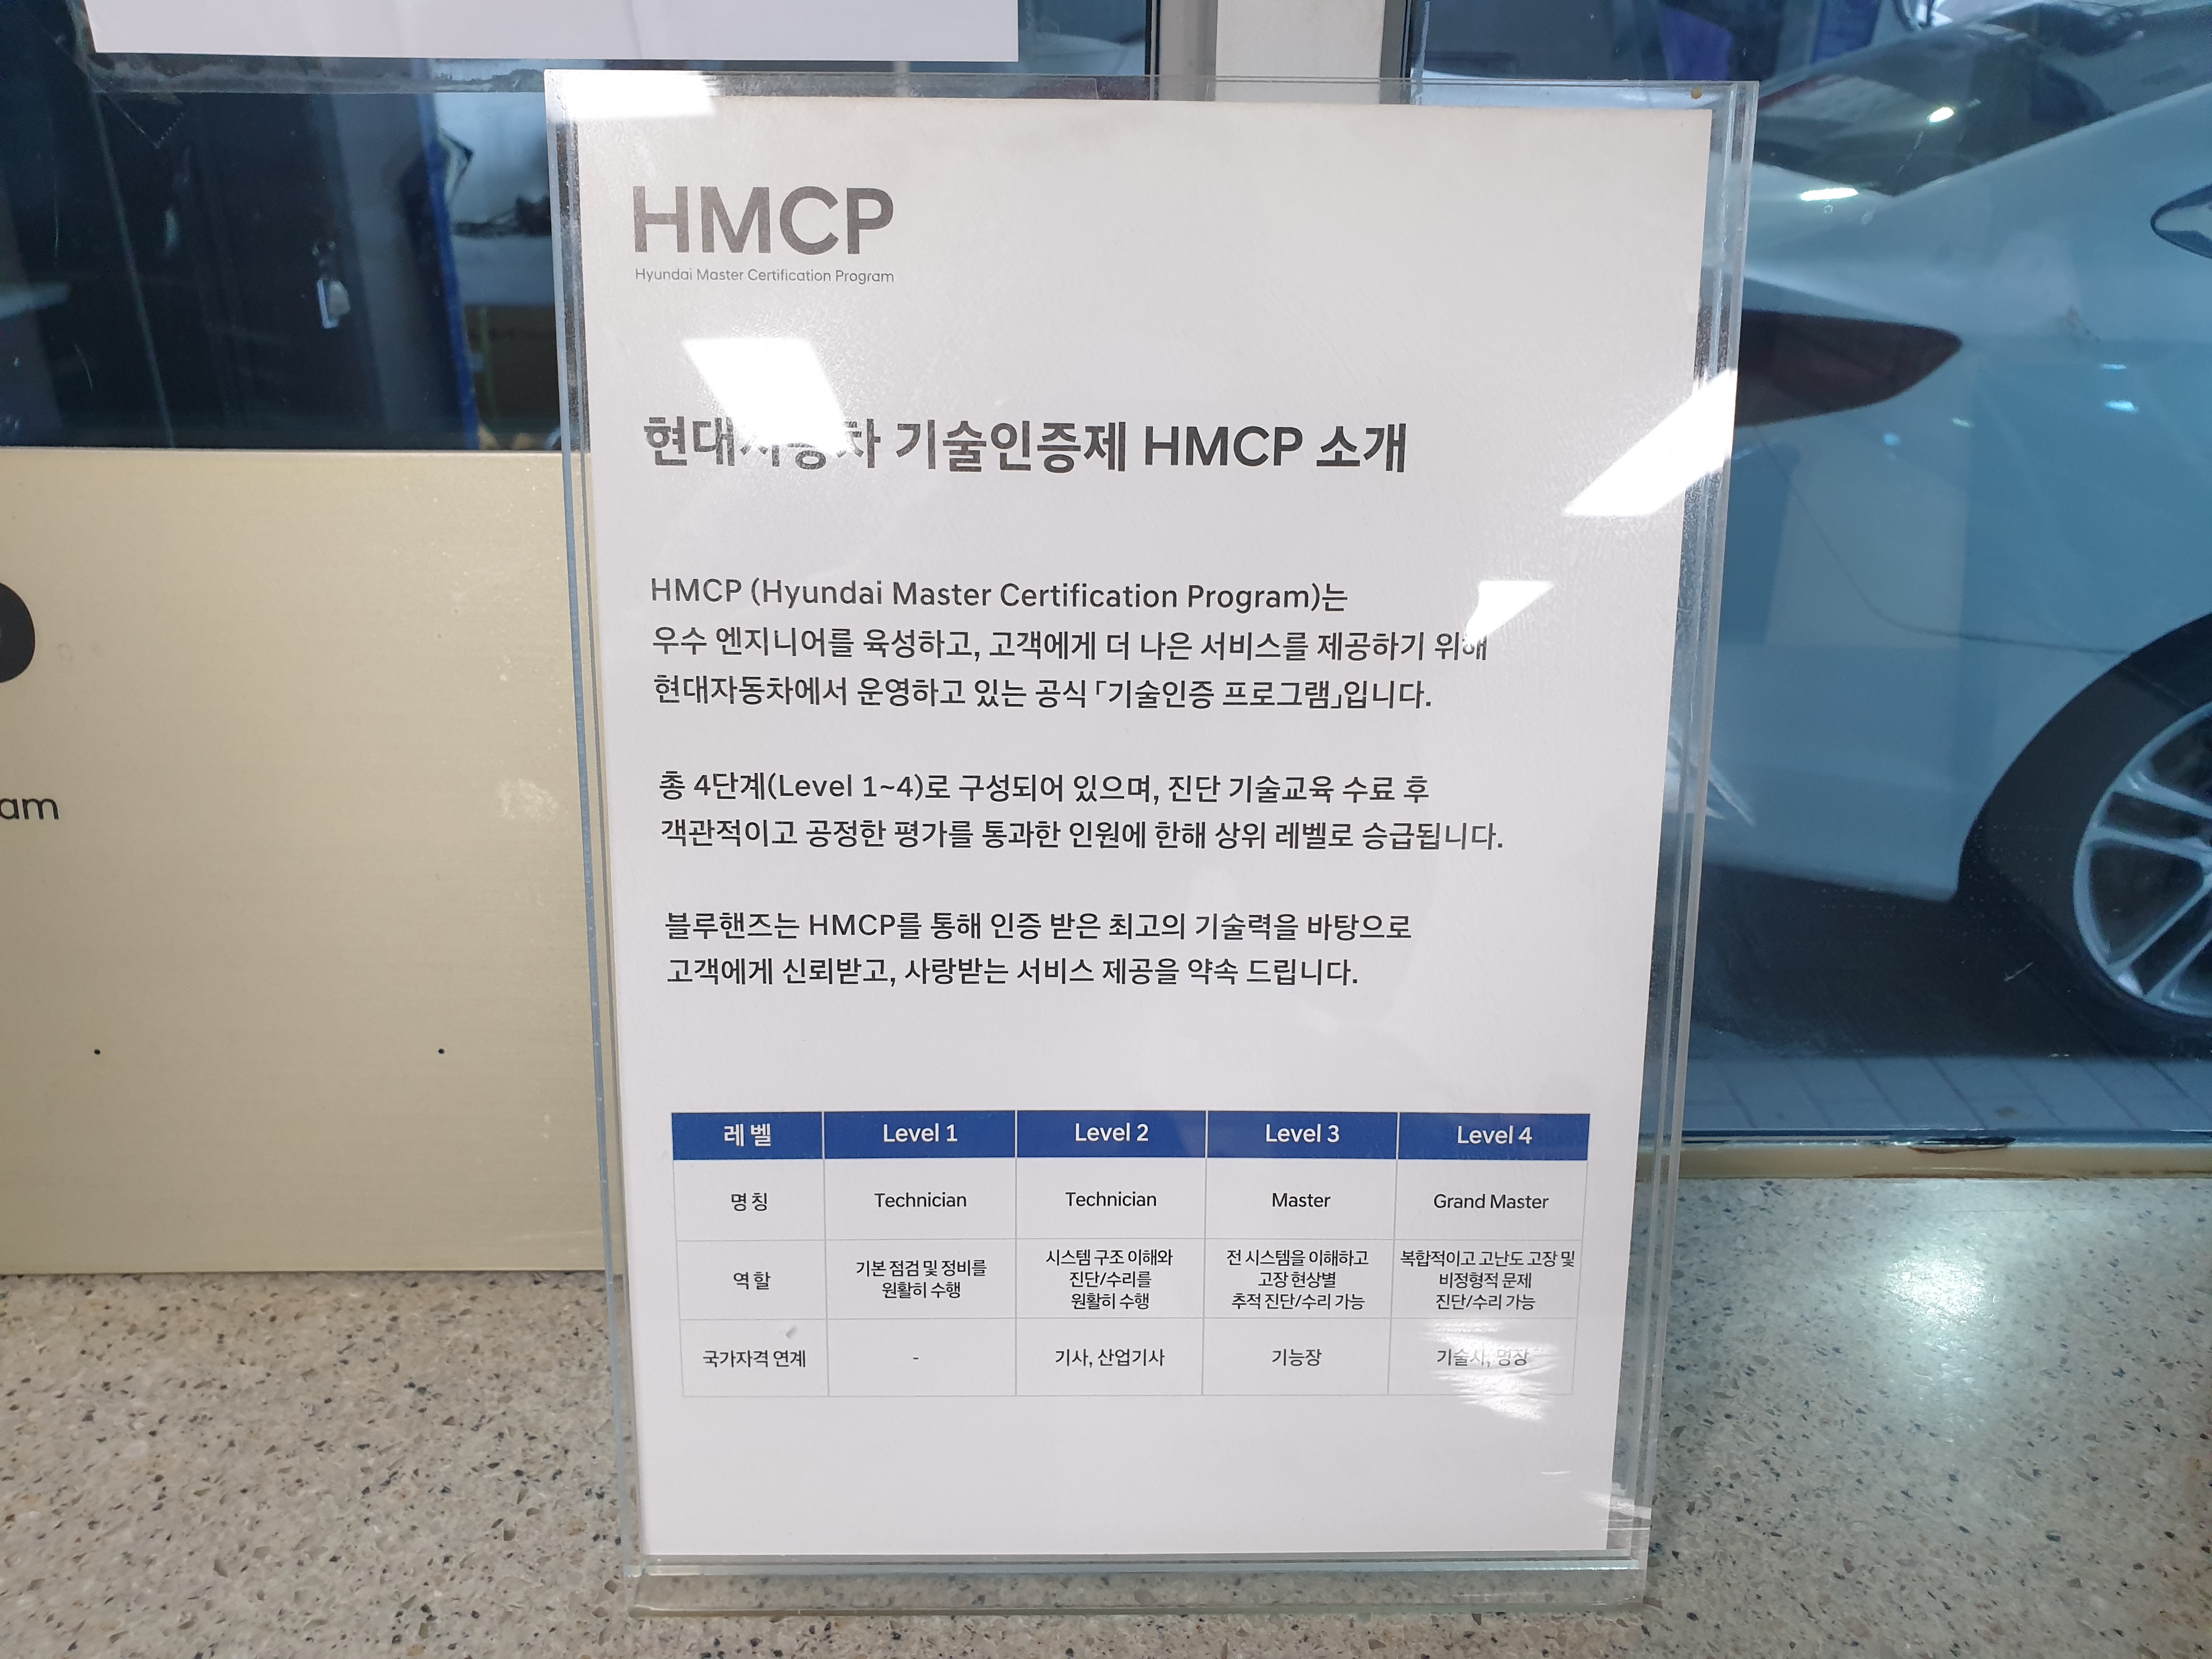 HMCP
Hyundai Master Certification Program
현대자동차 기술인증제 HMCP 소개
HMCP (Hyundai Master Certification Program)는
우수 엔지니어를 육성하고, 고객에게 더 나은 서비스를 제공하기 위해
현대자동차에서 운영하고 있는 공식 「기술인증 프로그램」입니다.
총 4단계(Level 1~4)로 구성되어 있으며, 진단 기술교육 수료 후
객관적이고 공정한 평가를 통과한 인원에 한해 상위 레벨로 승급됩니다.
블루핸즈는 HMCP를 통해 인증 받은 최고의 기술력을 바탕으로
고객에게 신뢰받고, 사랑받는 서비스 제공을 약속 드립니다.
레벨 Level 1 Level 2 Level 3 Level 4
명칭 Technician Technician Master Grand Master
역할
기본 점검 및 정비를
원활히 수행
시스템 구조 이해와
진단/수리를
원활히 수행
전 시스템을 이해하고
고장 현상별
추적 진단/수리 가능
복합적이고 고난도 고장 및
비정형적 문제
진단/수리 가능
국가자격 연계 - 기사, 산업기사 기능장 기술사, 명장
am